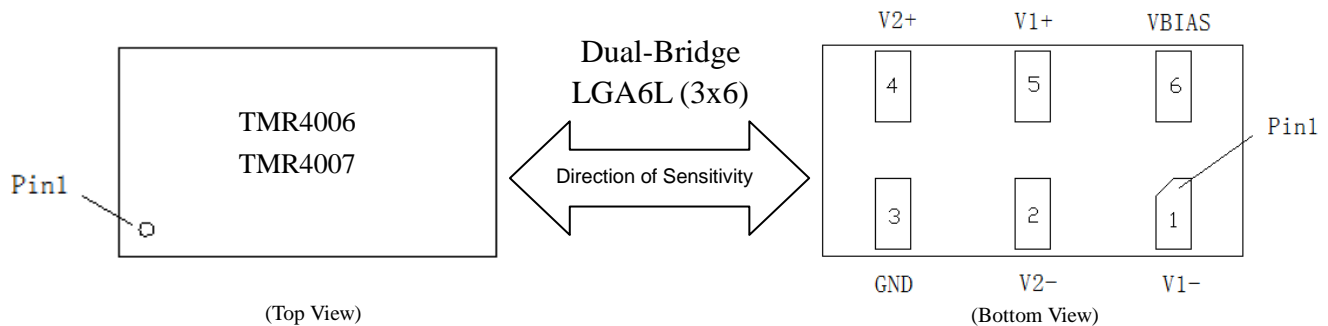 Dual-Bridge
LGA6L (3x6)
Direction of Sensitivity
TMR4006
TMR4007
Pin1
(Top View)
V2+ V1+ VBIAS
4 5 6
Pin1
3 2 1
GND V2- V1-
(Bottom View)